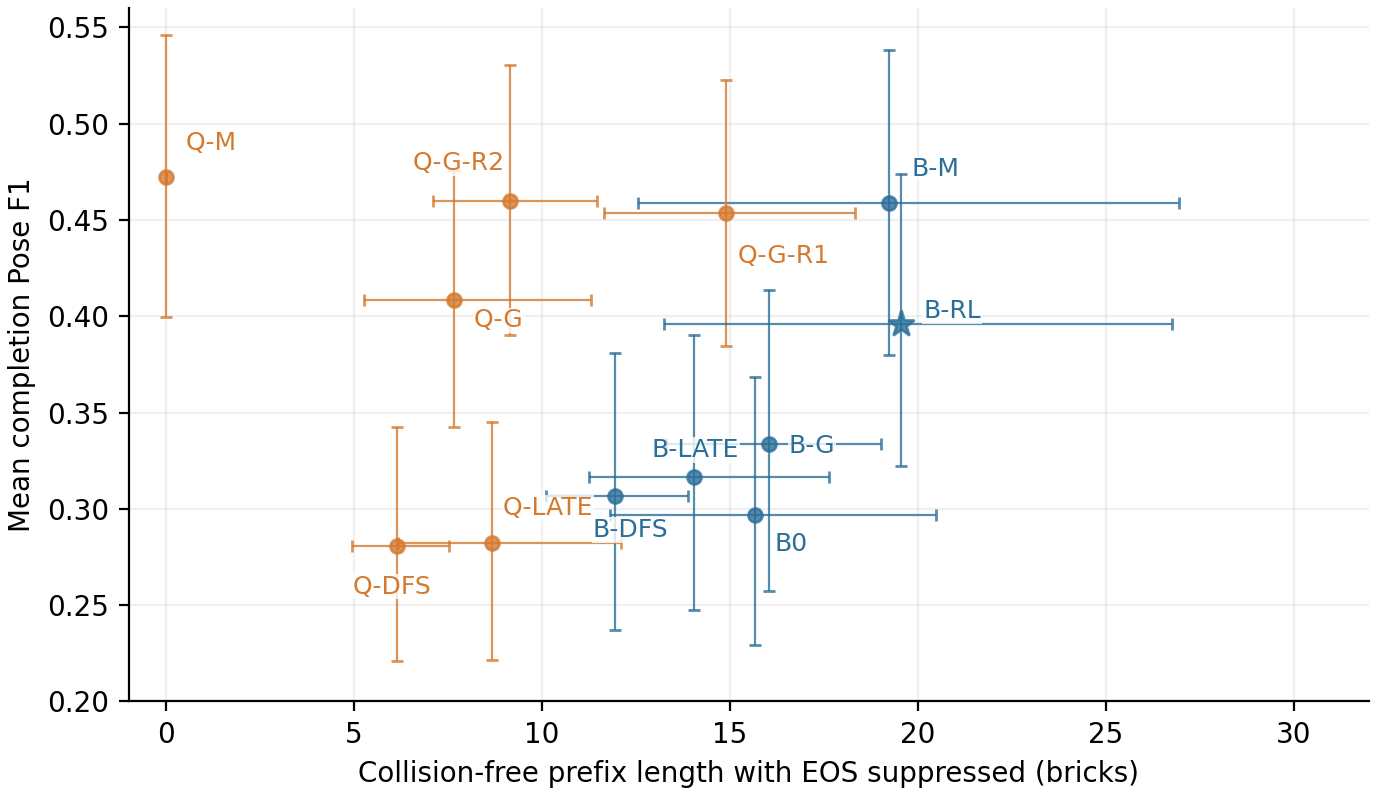 Mean completion Pose F1
0.55
0.50
0.45
0.40
0.35
0.30
0.25
0.20
Q-M
Q-G-R2
B-M
Q-G-R1
B-RL
Q-G
B-LATE
B-G
Q-LATE
B-DFS
B0
Q-DFS
0
5
10
15
20
25
30
Collision-free prefix length with EOS suppressed (bricks)